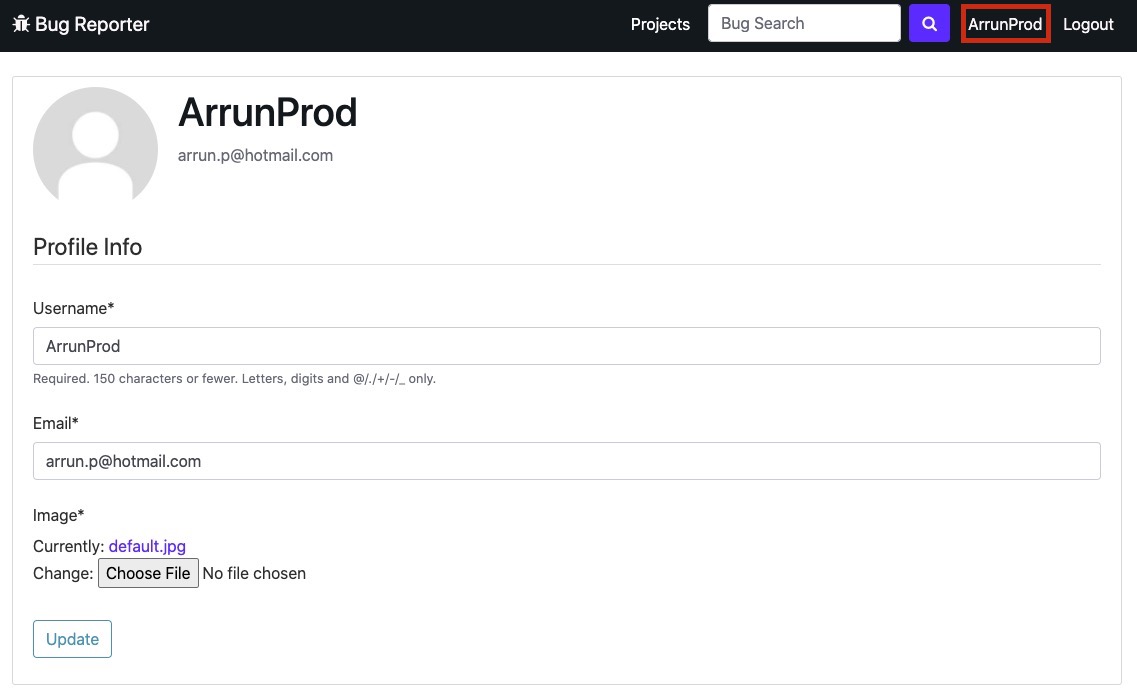 Bug Reporter Projects Bug Search ArrunProd Logout
ArrunProd
arrun.p@hotmail.com
Profile Info
Username*
ArrunProd
Required. 150 characters or fewer. Letters, digits and @/./+/-/_ only.
Email*
arrun.p@hotmail.com
Image*
Currently: default.jpg
Change: Choose File No file chosen
Update